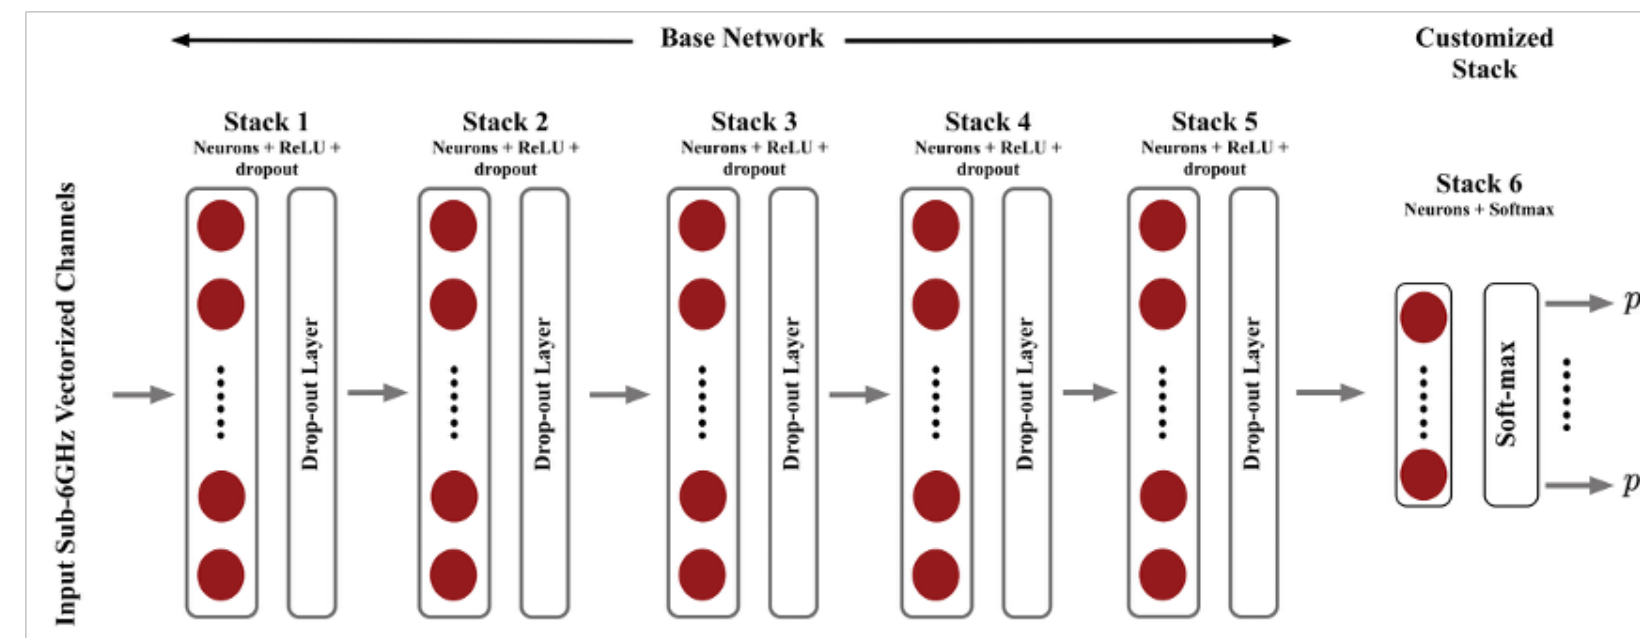 Base Network
Customized
Stack
Stack 1
Neurons + ReLU +
dropout
Stack 2
Neurons + ReLU +
dropout
Stack 3
Neurons + ReLU +
dropout
Stack 4
Neurons + ReLU +
dropout
Stack 5
Neurons + ReLU +
dropout
Stack 6
Neurons + Softmax
Input Sub-6GHz Vectorized Channels
Drop-out Layer
Drop-out Layer
Drop-out Layer
Drop-out Layer
Drop-out Layer
Soft-max
p
p